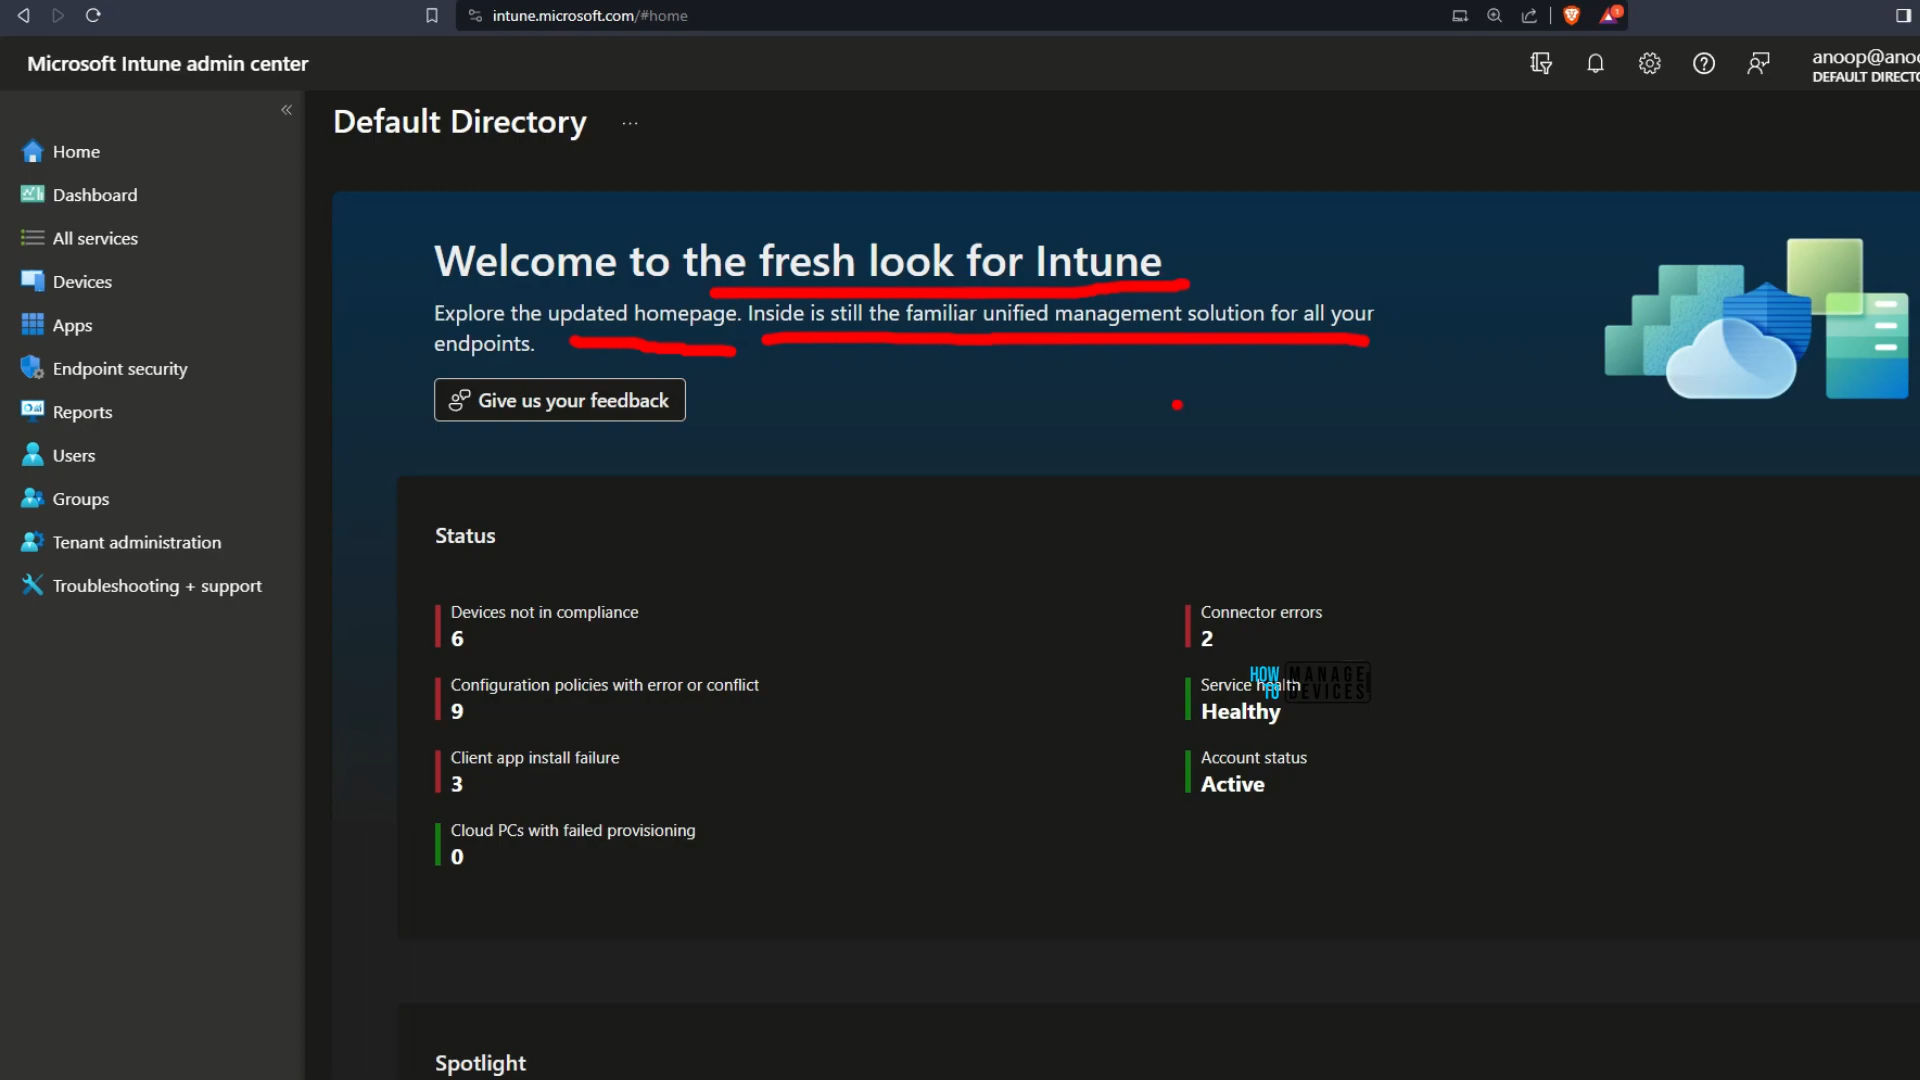 intune.microsoft.com/#home
1
Microsoft Intune admin center
anoop@anoo
DEFAULT DIRECTO
Home
Dashboard
All services
Devices
Apps
Endpoint security
Reports
Users
Groups
Tenant administration
Troubleshooting + support
Default Directory ...
Welcome to the fresh look for Intune
Explore the updated homepage. Inside is still the familiar unified management solution for all your
endpoints.
Give us your feedback
Status
Devices not in compliance
6
Configuration policies with error or conflict
9
Client app install failure
3
Cloud PCs with failed provisioning
0
Connector errors
2
Service health
Healthy
Account status
Active
HOW TO
MANAGE
DEVICES
Spotlight